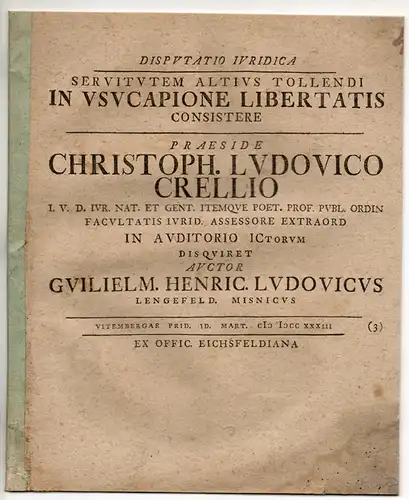 DISPVTATIO IVRIDICA
SERVITVTEM ALTIVS TOLLENDI
IN VSVCAPIONE LIBERTATIS
CONSISTERE
PRAESIDE
CHRISTOPH. LVDOVICO
CRELLIO
I. V. D. IVR. NAT. ET GENT. ITEMQVE POET. PROF. PVBL. ORDIN
FACVLTATIS IVRID. ASSESSORE EXTRAORD
IN AVDITORIO ICTORVM
DISQVIRET
AVCTOR
GVILIELM. HENRIC. LVDOVICVS
LENGEFELD. MISNICVS
VITEMBERGAE PRID. ID. MART. cIↃ IↃcc XXXIII (3)
EX OFFIC. EICHSFELDIANA